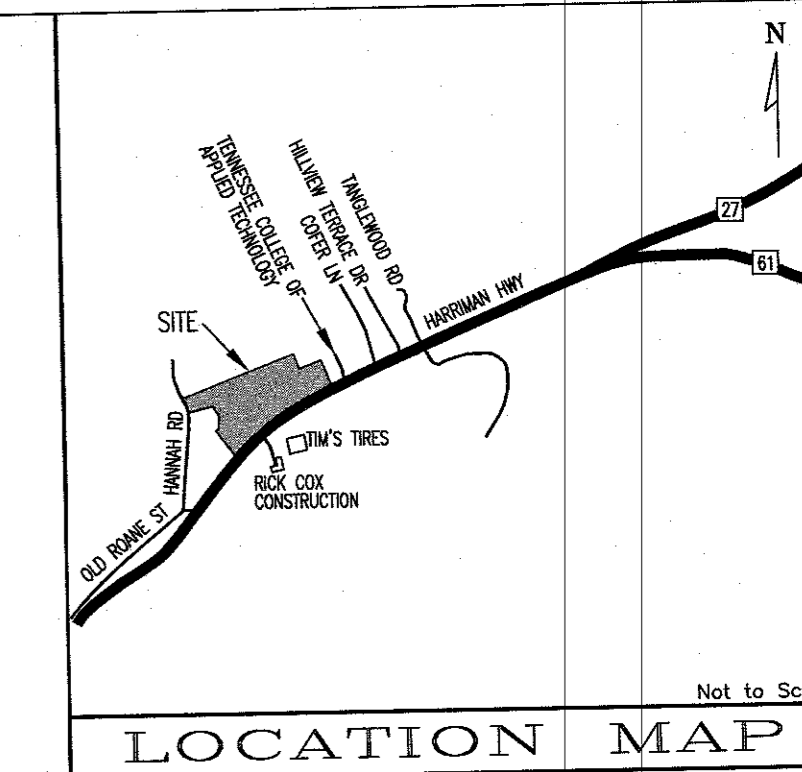 N
27
61
TENNESSEE COLLEGE OF
APPLIED TECHNOLOGY
HILLVIEW TERRACE DR
COFER LN
TANGLEWOOD RD
HARRIMAN HWY
SITE
HANNAH RD
TIM'S TIRES
RICK COX
CONSTRUCTION
OLD ROANE ST
Not to Sc
LOCATION MAP